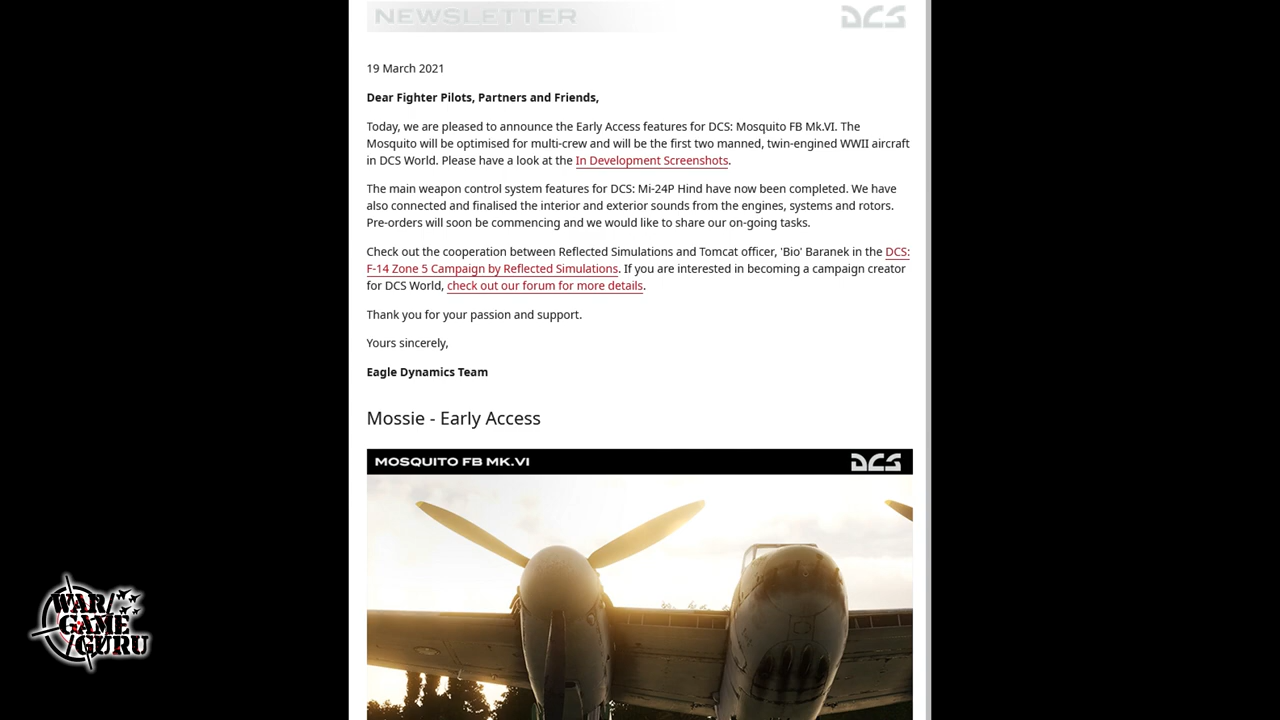 NEWSLETTER
DCS
19 March 2021
Dear Fighter Pilots, Partners and Friends,
Today, we are pleased to announce the Early Access features for DCS: Mosquito FB Mk.VI. The
Mosquito will be optimised for multi-crew and will be the first two manned, twin-engined WWII aircraft
in DCS World. Please have a look at the In Development Screenshots.
The main weapon control system features for DCS: Mi-24P Hind have now been completed. We have
also connected and finalised the interior and exterior sounds from the engines, systems and rotors.
Pre-orders will soon be commencing and we would like to share our on-going tasks.
Check out the cooperation between Reflected Simulations and Tomcat officer, 'Bio' Baranek in the DCS:
F-14 Zone 5 Campaign by Reflected Simulations. If you are interested in becoming a campaign creator
for DCS World, check out our forum for more details.
Thank you for your passion and support.
Yours sincerely,
Eagle Dynamics Team
Mossie - Early Access
MOSQUITO FB MK.VI
DCS
WAR/
GAME
/GURU